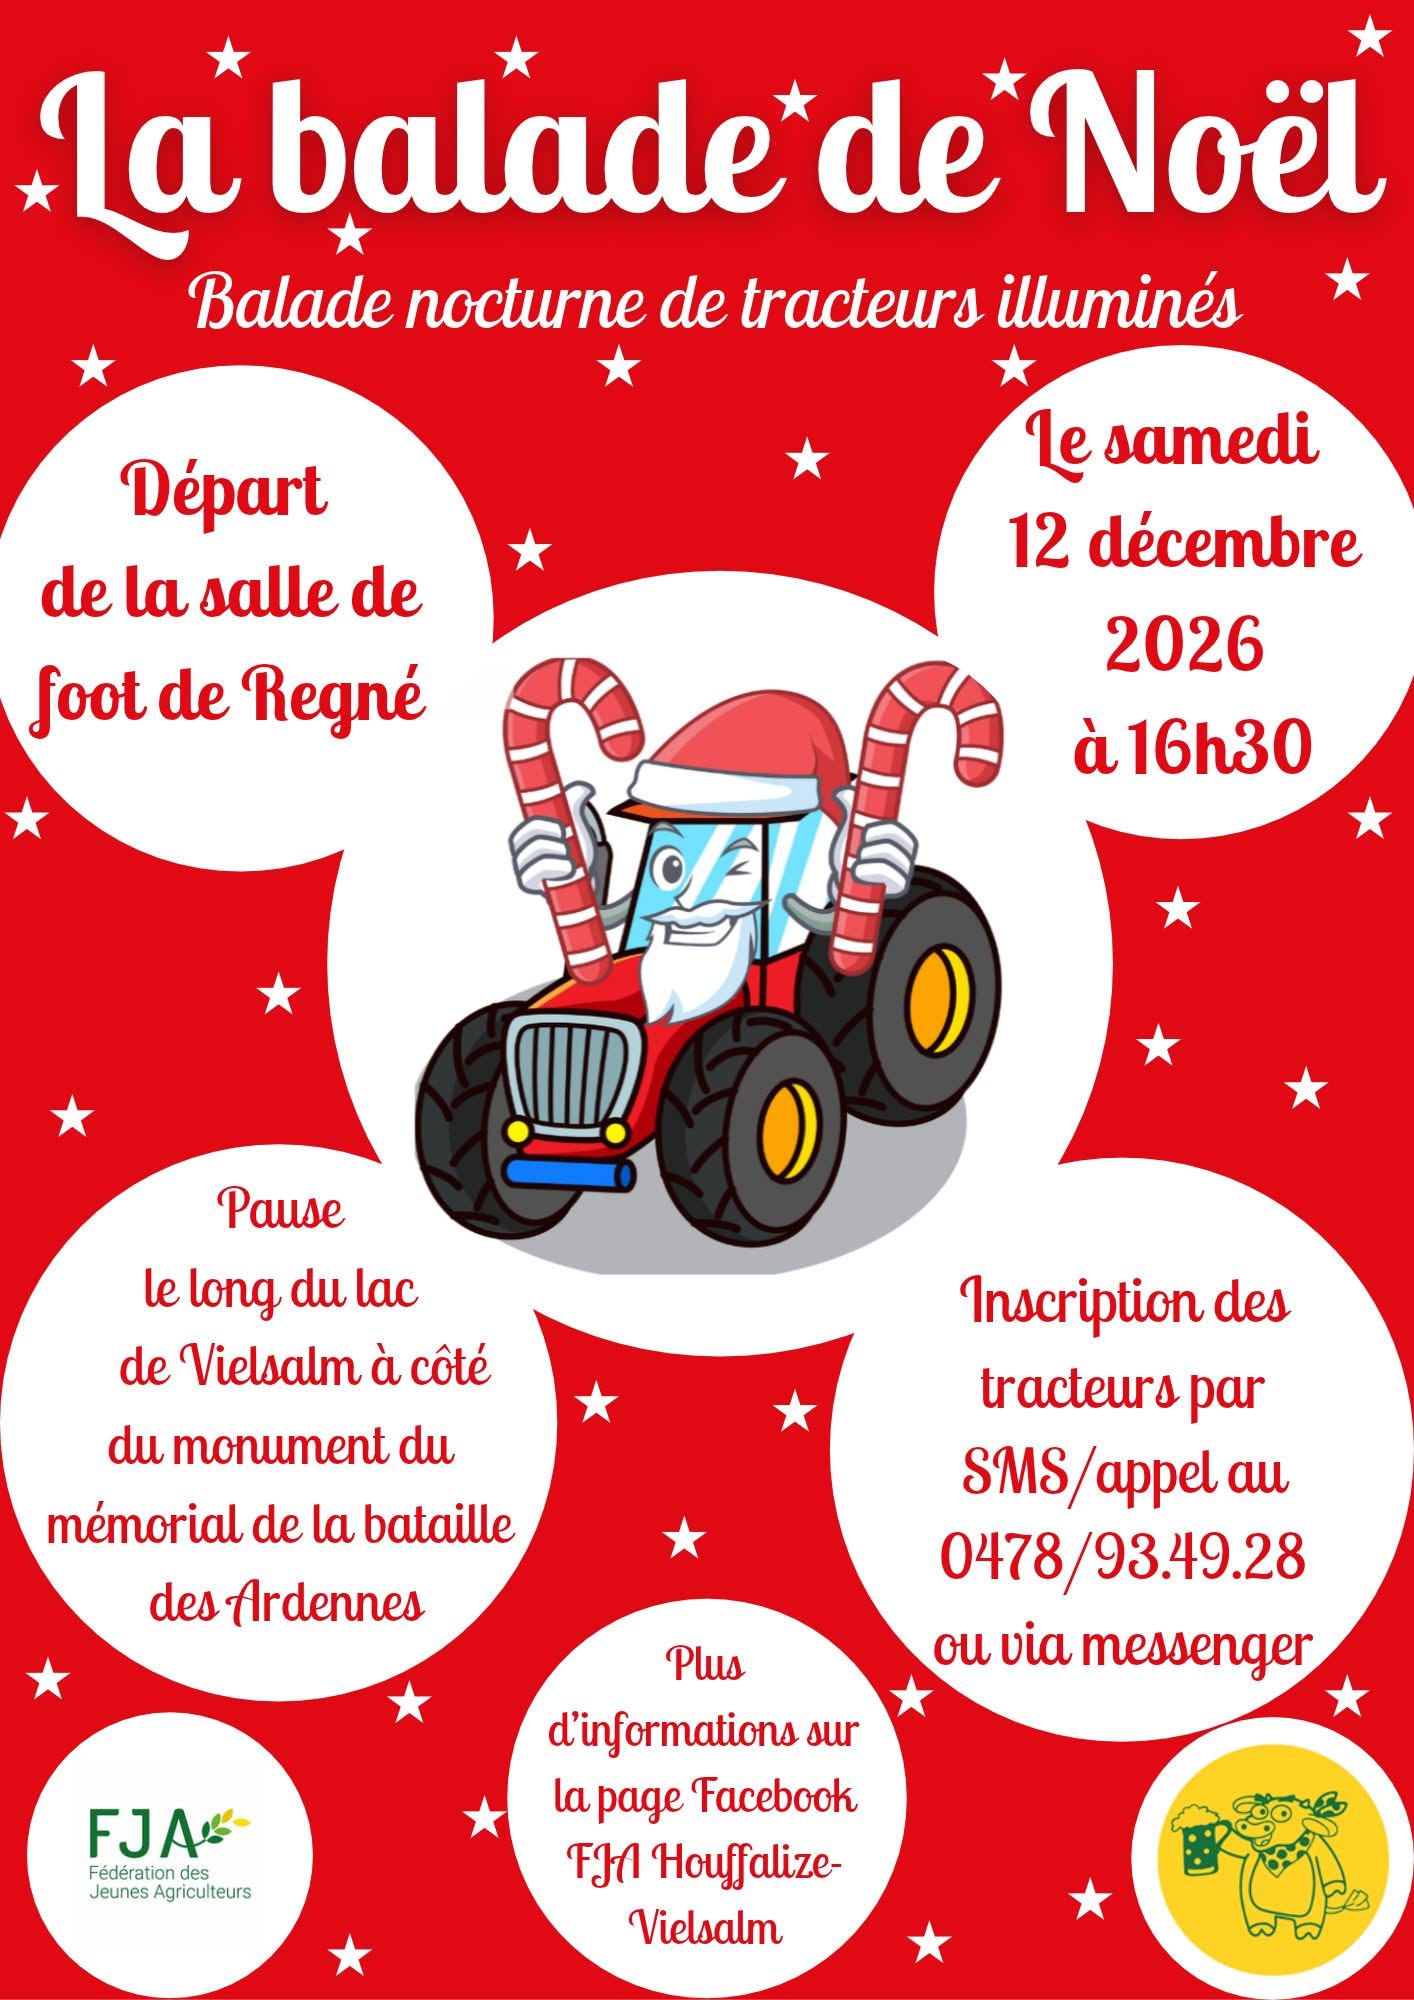 La balade de Noël
Balade nocturne de tracteurs illuminés
Départ
de la salle de
foot de Regné
Le samedi
12 décembre
2026
à 16h30
Pause
le long du lac
de Vielsalm à côté
du monument du
mémorial de la bataille
des Ardennes
Inscription des
tracteurs par
SMS/appel au
0478/93.49.28
ou via messenger
Plus
d'informations sur
la page Facebook
FJA Houffalize-
Vielsalm
FJA
Fédération des
Jeunes Agriculteurs